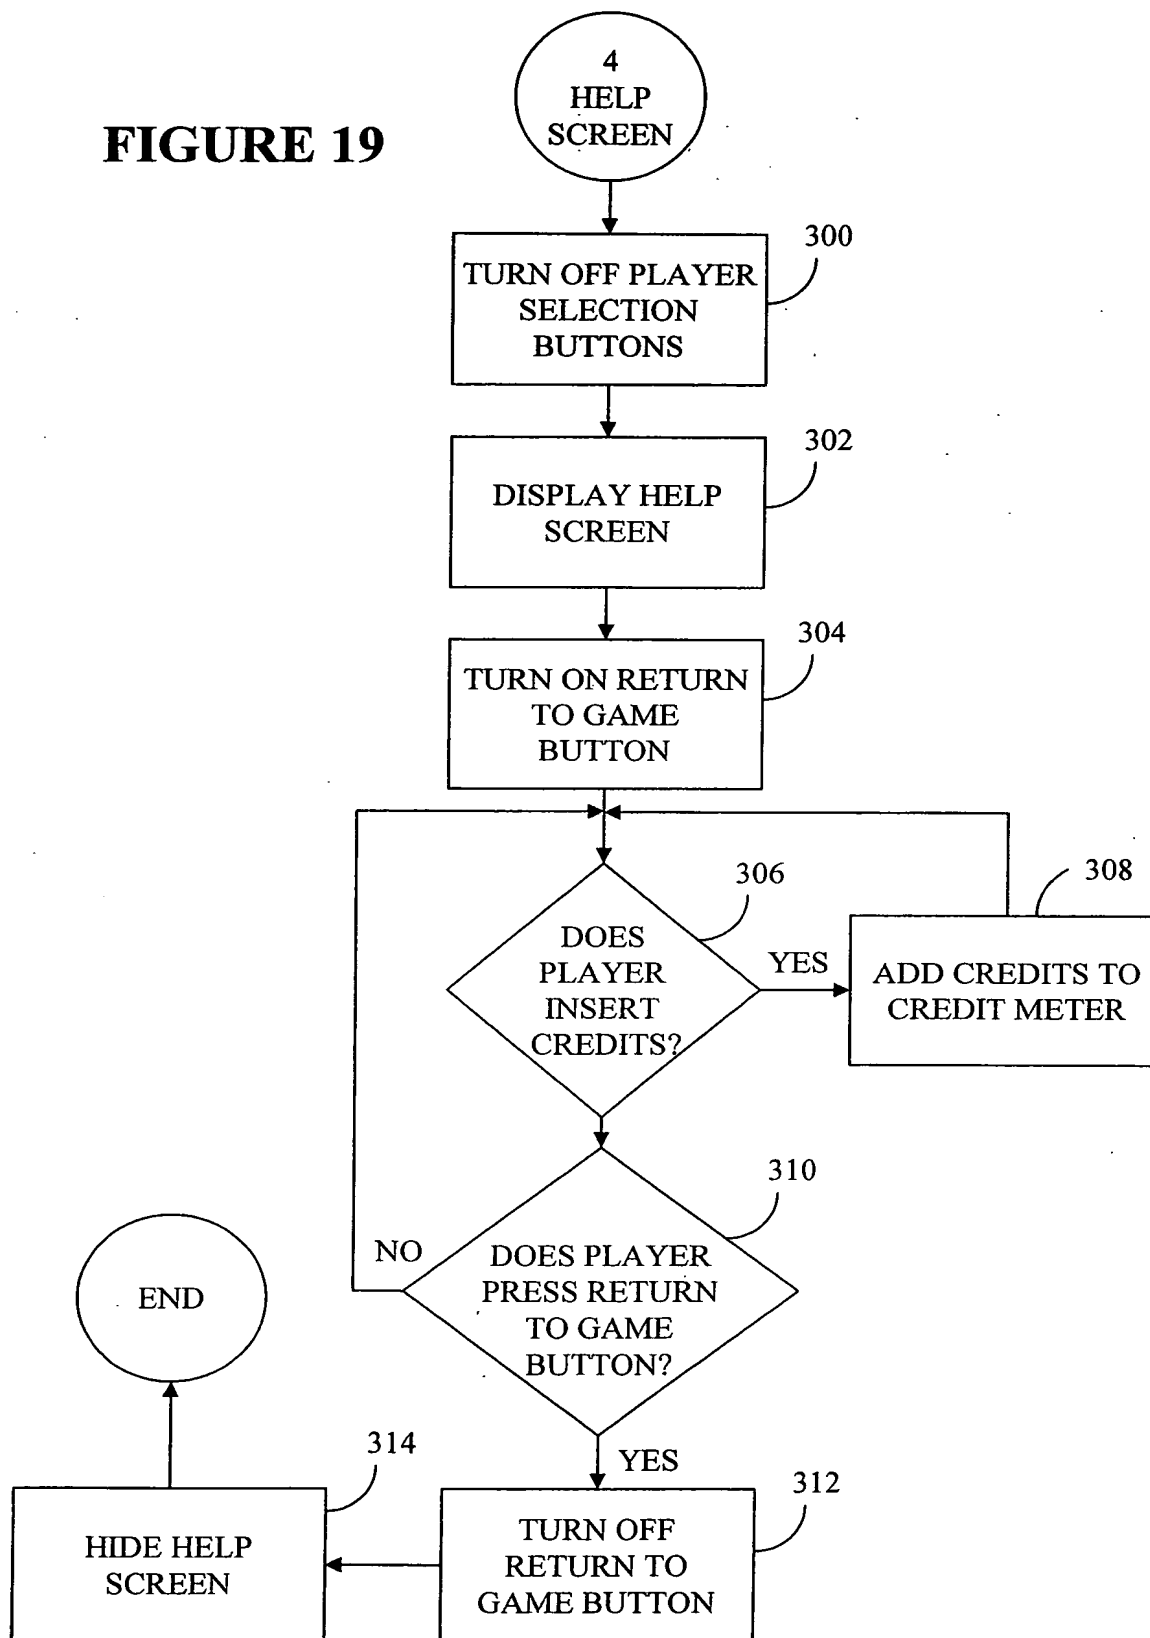 FIGURE 19
4
HELP
SCREEN
300
TURN OFF PLAYER
SELECTION
BUTTONS
302
DISPLAY HELP
SCREEN
304
TURN ON RETURN
TO GAME
BUTTON
306
DOES
PLAYER
INSERT
CREDITS?
YES
308
ADD CREDITS TO
CREDIT METER
310
DOES PLAYER
PRESS RETURN
TO GAME
BUTTON?
NO
YES
312
TURN OFF
RETURN TO
GAME BUTTON
314
HIDE HELP
SCREEN
END